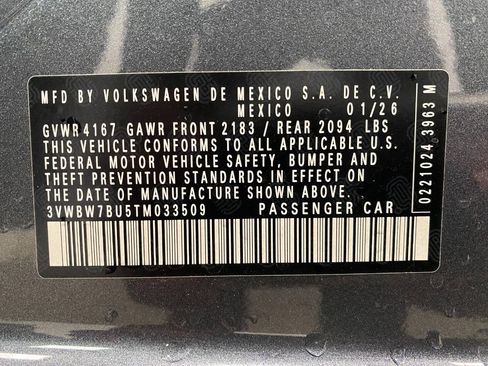 MFD BY VOLKSWAGEN DE MEXICO S.A. DE C.V.
MEXICO 01/26
GVWR 4167 GAWR FRONT 2183 / REAR 2094 LBS
THIS VEHICLE CONFORMS TO ALL APPLICABLE U.S.
FEDERAL MOTOR VEHICLE SAFETY, BUMPER AND
THEFT PREVENTION STANDARDS IN EFFECT ON
THE DATE OF MANUFACTURE SHOWN ABOVE.
3VWBW7BU5TM033509 PASSENGER CAR
0221024 3963 M